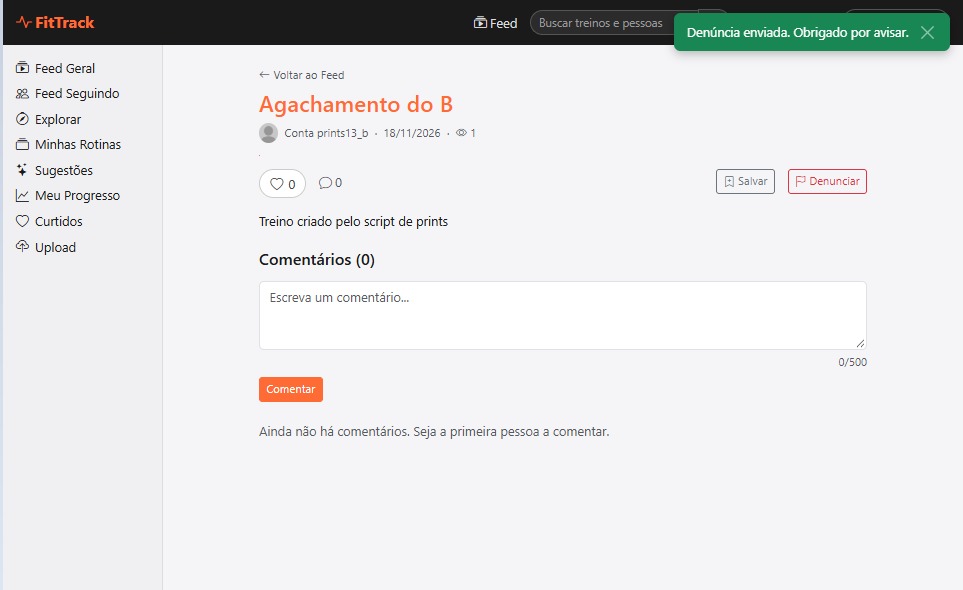 FitTrack
Feed
Buscar treinos e pessoas
Denúncia enviada. Obrigado por avisar.
Feed Geral
Feed Seguindo
Explorar
Minhas Rotinas
Sugestões
Meu Progresso
Curtidos
Upload
← Voltar ao Feed
Agachamento do B
Conta prints13_b · 18/11/2026 · 1
.
0
0
Salvar
Denunciar
Treino criado pelo script de prints
Comentários (0)
Escreva um comentário...
0/500
Comentar
Ainda não há comentários. Seja a primeira pessoa a comentar.